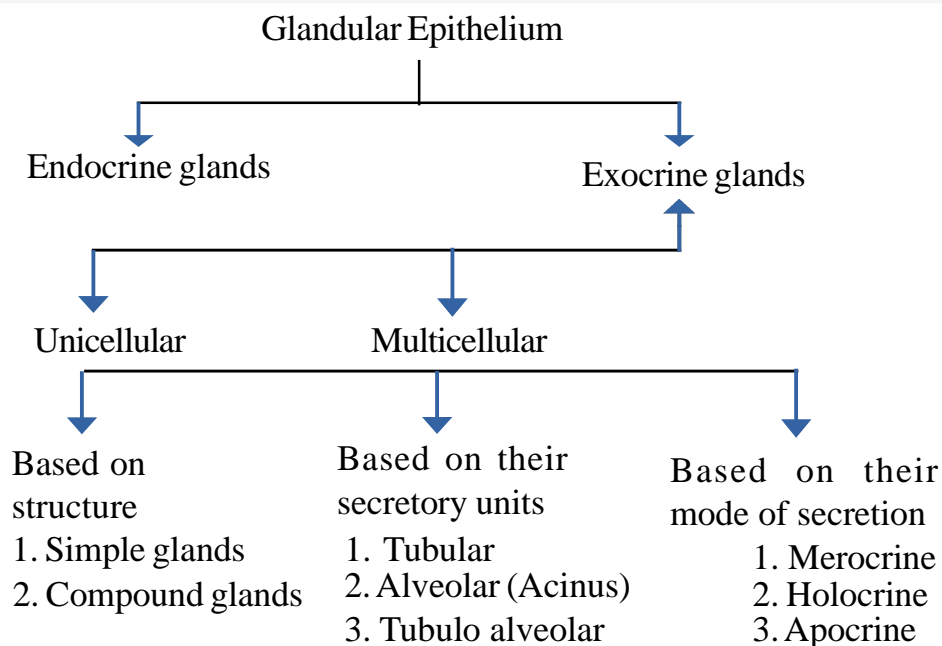 Glandular Epithelium
Endocrine glands
Exocrine glands
Unicellular
Multicellular
Based on
structure
1. Simple glands
2. Compound glands
Based on their
secretory units
1. Tubular
2. Alveolar (Acinus)
3. Tubulo alveolar
Based on their
mode of secretion
1. Merocrine
2. Holocrine
3. Apocrine